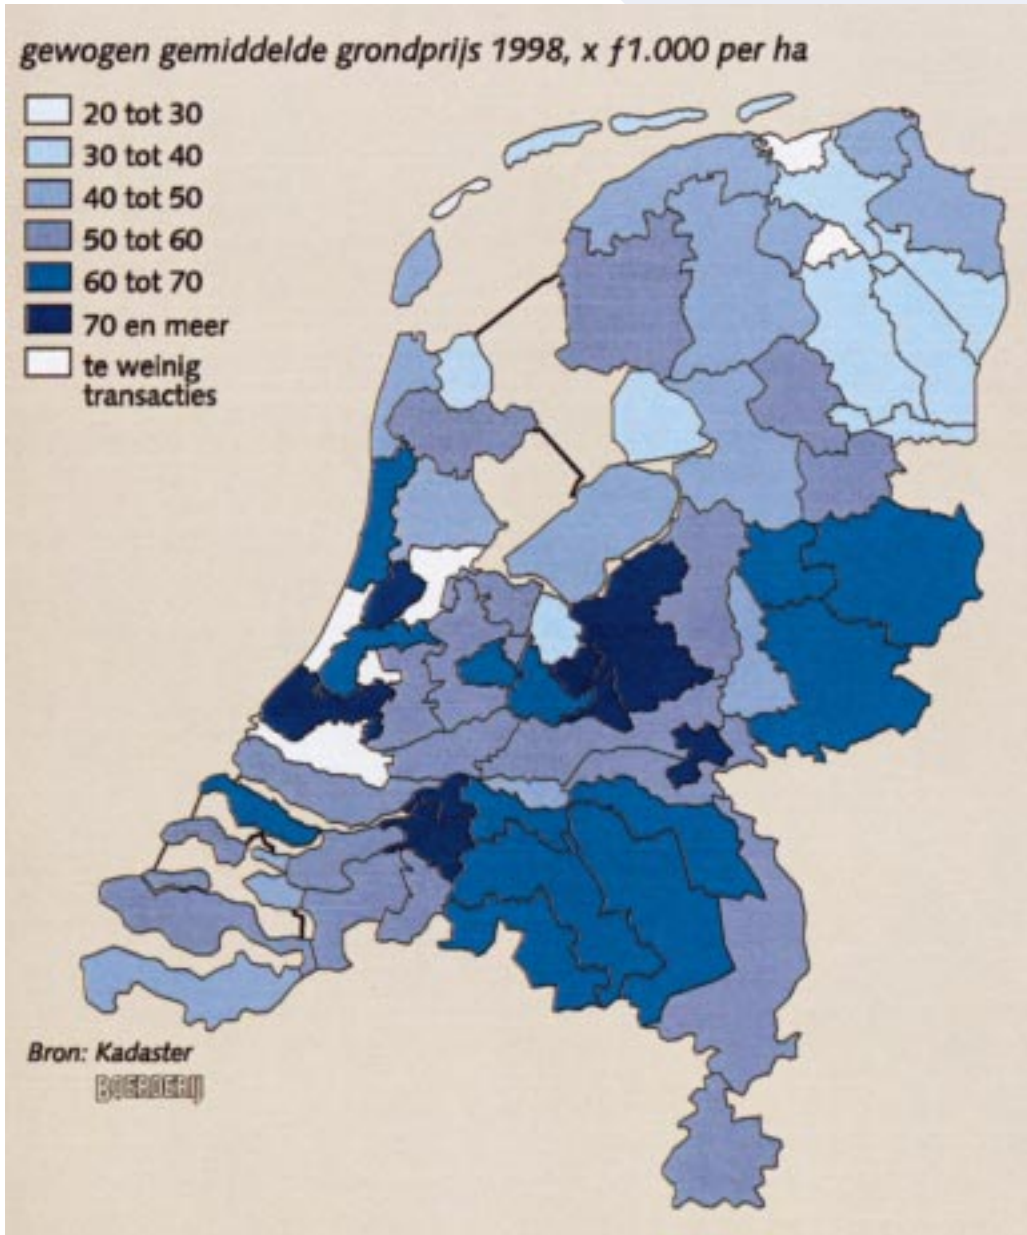 gewogen gemiddelde grondprijs 1998, x ƒ1.000 per ha
20 tot 30
30 tot 40
40 tot 50
50 tot 60
60 tot 70
70 en meer
te weinig
transacties
Bron: Kadaster
BOERDERIJ